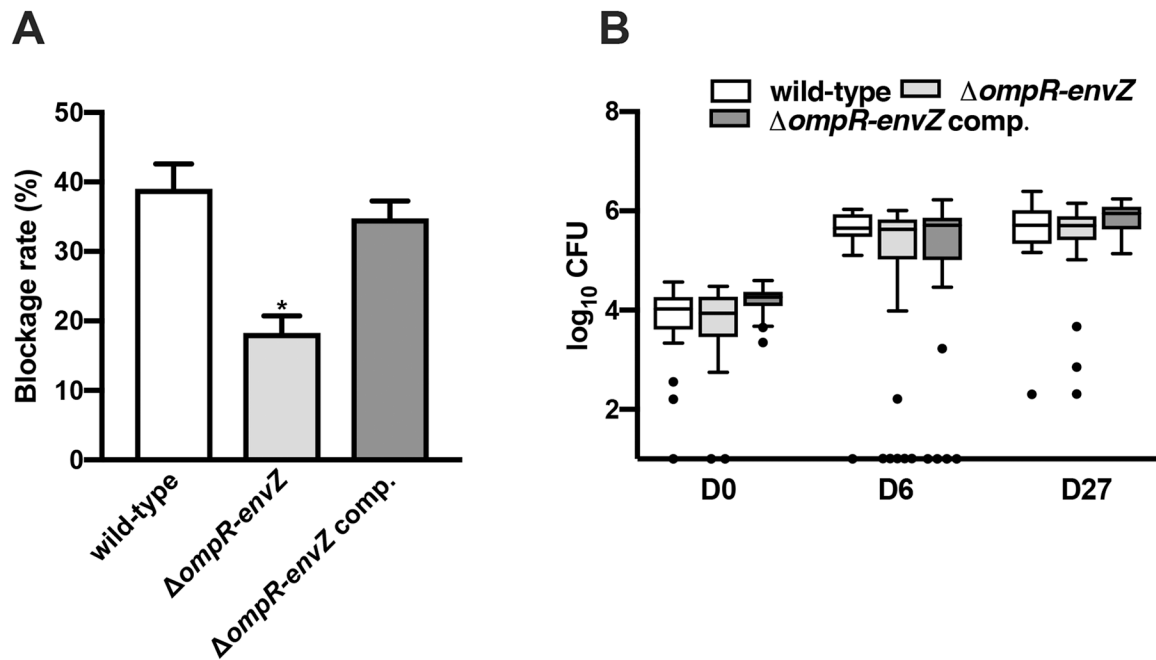 A
Blockage rate (%)
50
40
30
20
10
0
*
wild-type
ΔompR-envZ
ΔompR-envZ comp.
B
wild-type ΔompR-envZ
ΔompR-envZ comp.
log10 CFU
8
6
4
2
D0 D6 D27